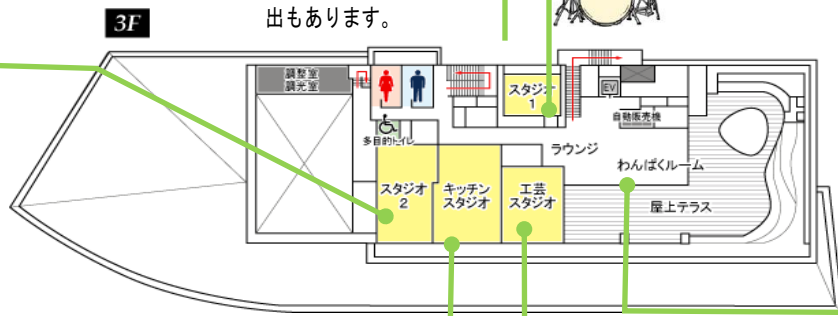 出もあります。
3F
調整室
調光室
スタジオ
1
EV
自動販売機
多目的トイレ
ラウンジ
わんぱくルーム
スタジオ
2
キッチン
スタジオ
工芸
スタジオ
屋上テラス